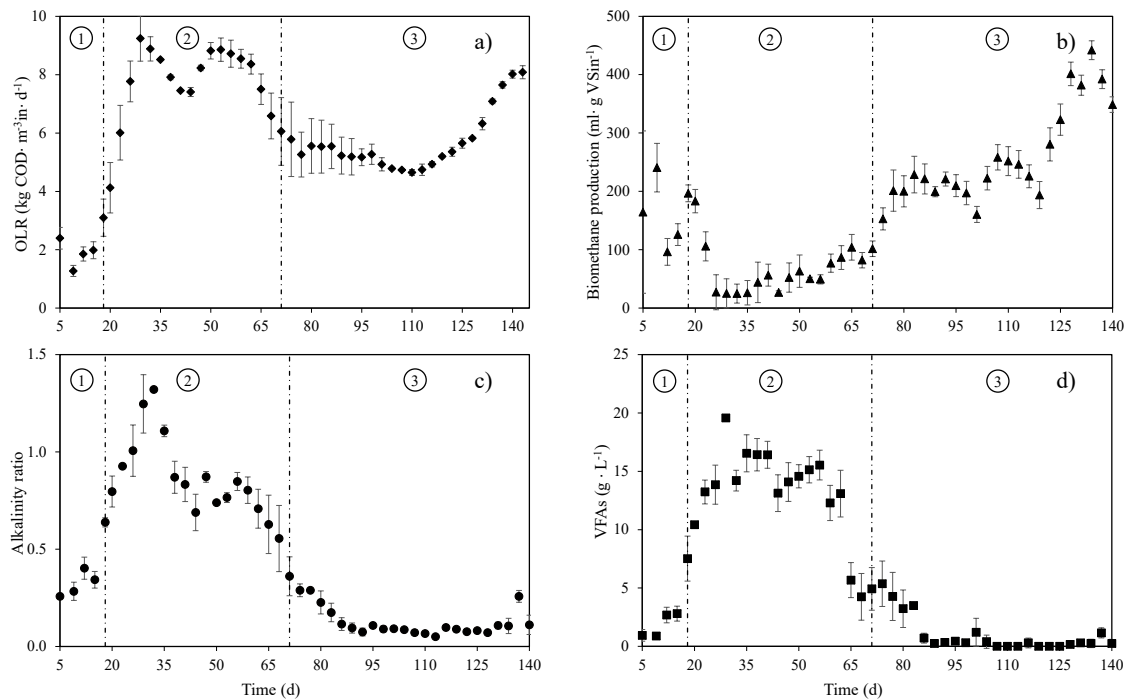 OLR (kg COD· m⁻³in· d⁻¹)
10
8
6
4
2
0
5 20 35 50 65 80 95 110 125 140
1 2 3 a)
Biomethane production (ml· g VSin⁻¹)
500
400
300
200
100
0
5 20 35 50 65 80 95 110 125 140
1 2 3 b)
Alkalinity ratio
1.5
1.0
0.5
0.0
5 20 35 50 65 80 95 110 125 140
Time (d)
1 2 3 c)
VFAs (g · L⁻¹)
25
20
15
10
5
0
5 20 35 50 65 80 95 110 125 140
Time (d)
1 2 3 d)